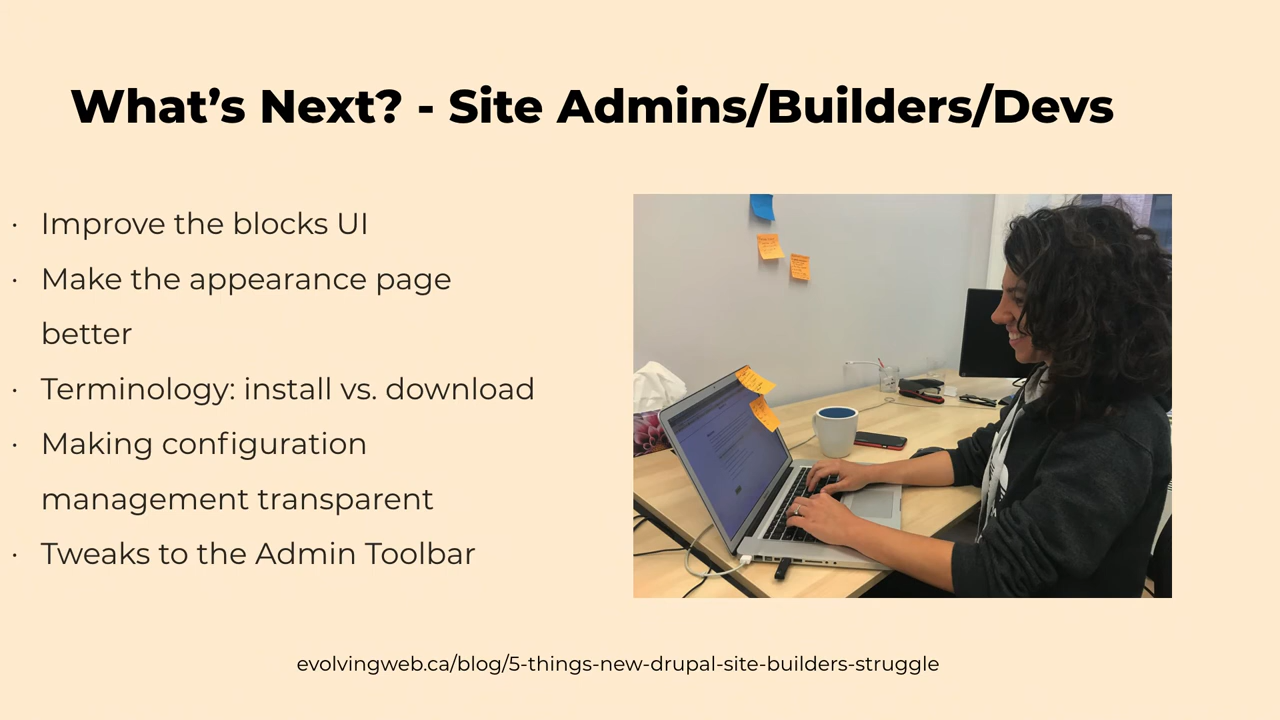 What’s Next? - Site Admins/Builders/Devs
· Improve the blocks UI
· Make the appearance page
better
· Terminology: install vs. download
· Making configuration
management transparent
· Tweaks to the Admin Toolbar
evolvingweb.ca/blog/5-things-new-drupal-site-builders-struggle